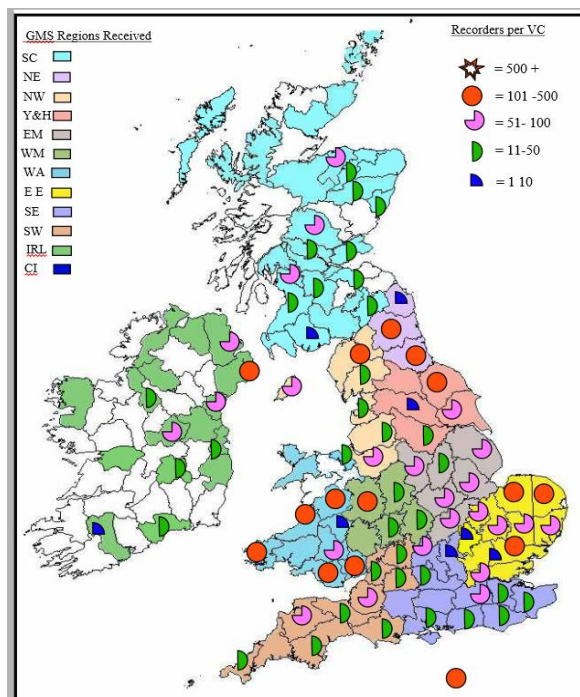 GMS Regions Received
SC
NE
NW
Y&H
EM
WM
WA
E E
SE
SW
IRL
CI
?
Recorders per VC
= 500 +
= 101 -500
= 51- 100
= 11-50
= 1 10